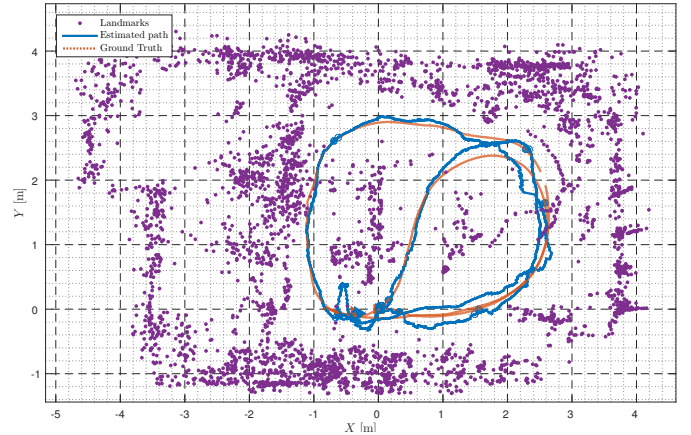 Landmarks
Estimated path
Ground Truth
4
3
2
1
0
-1
Y [m]
-5 -4 -3 -2 -1 0 1 2 3 4
X [m]